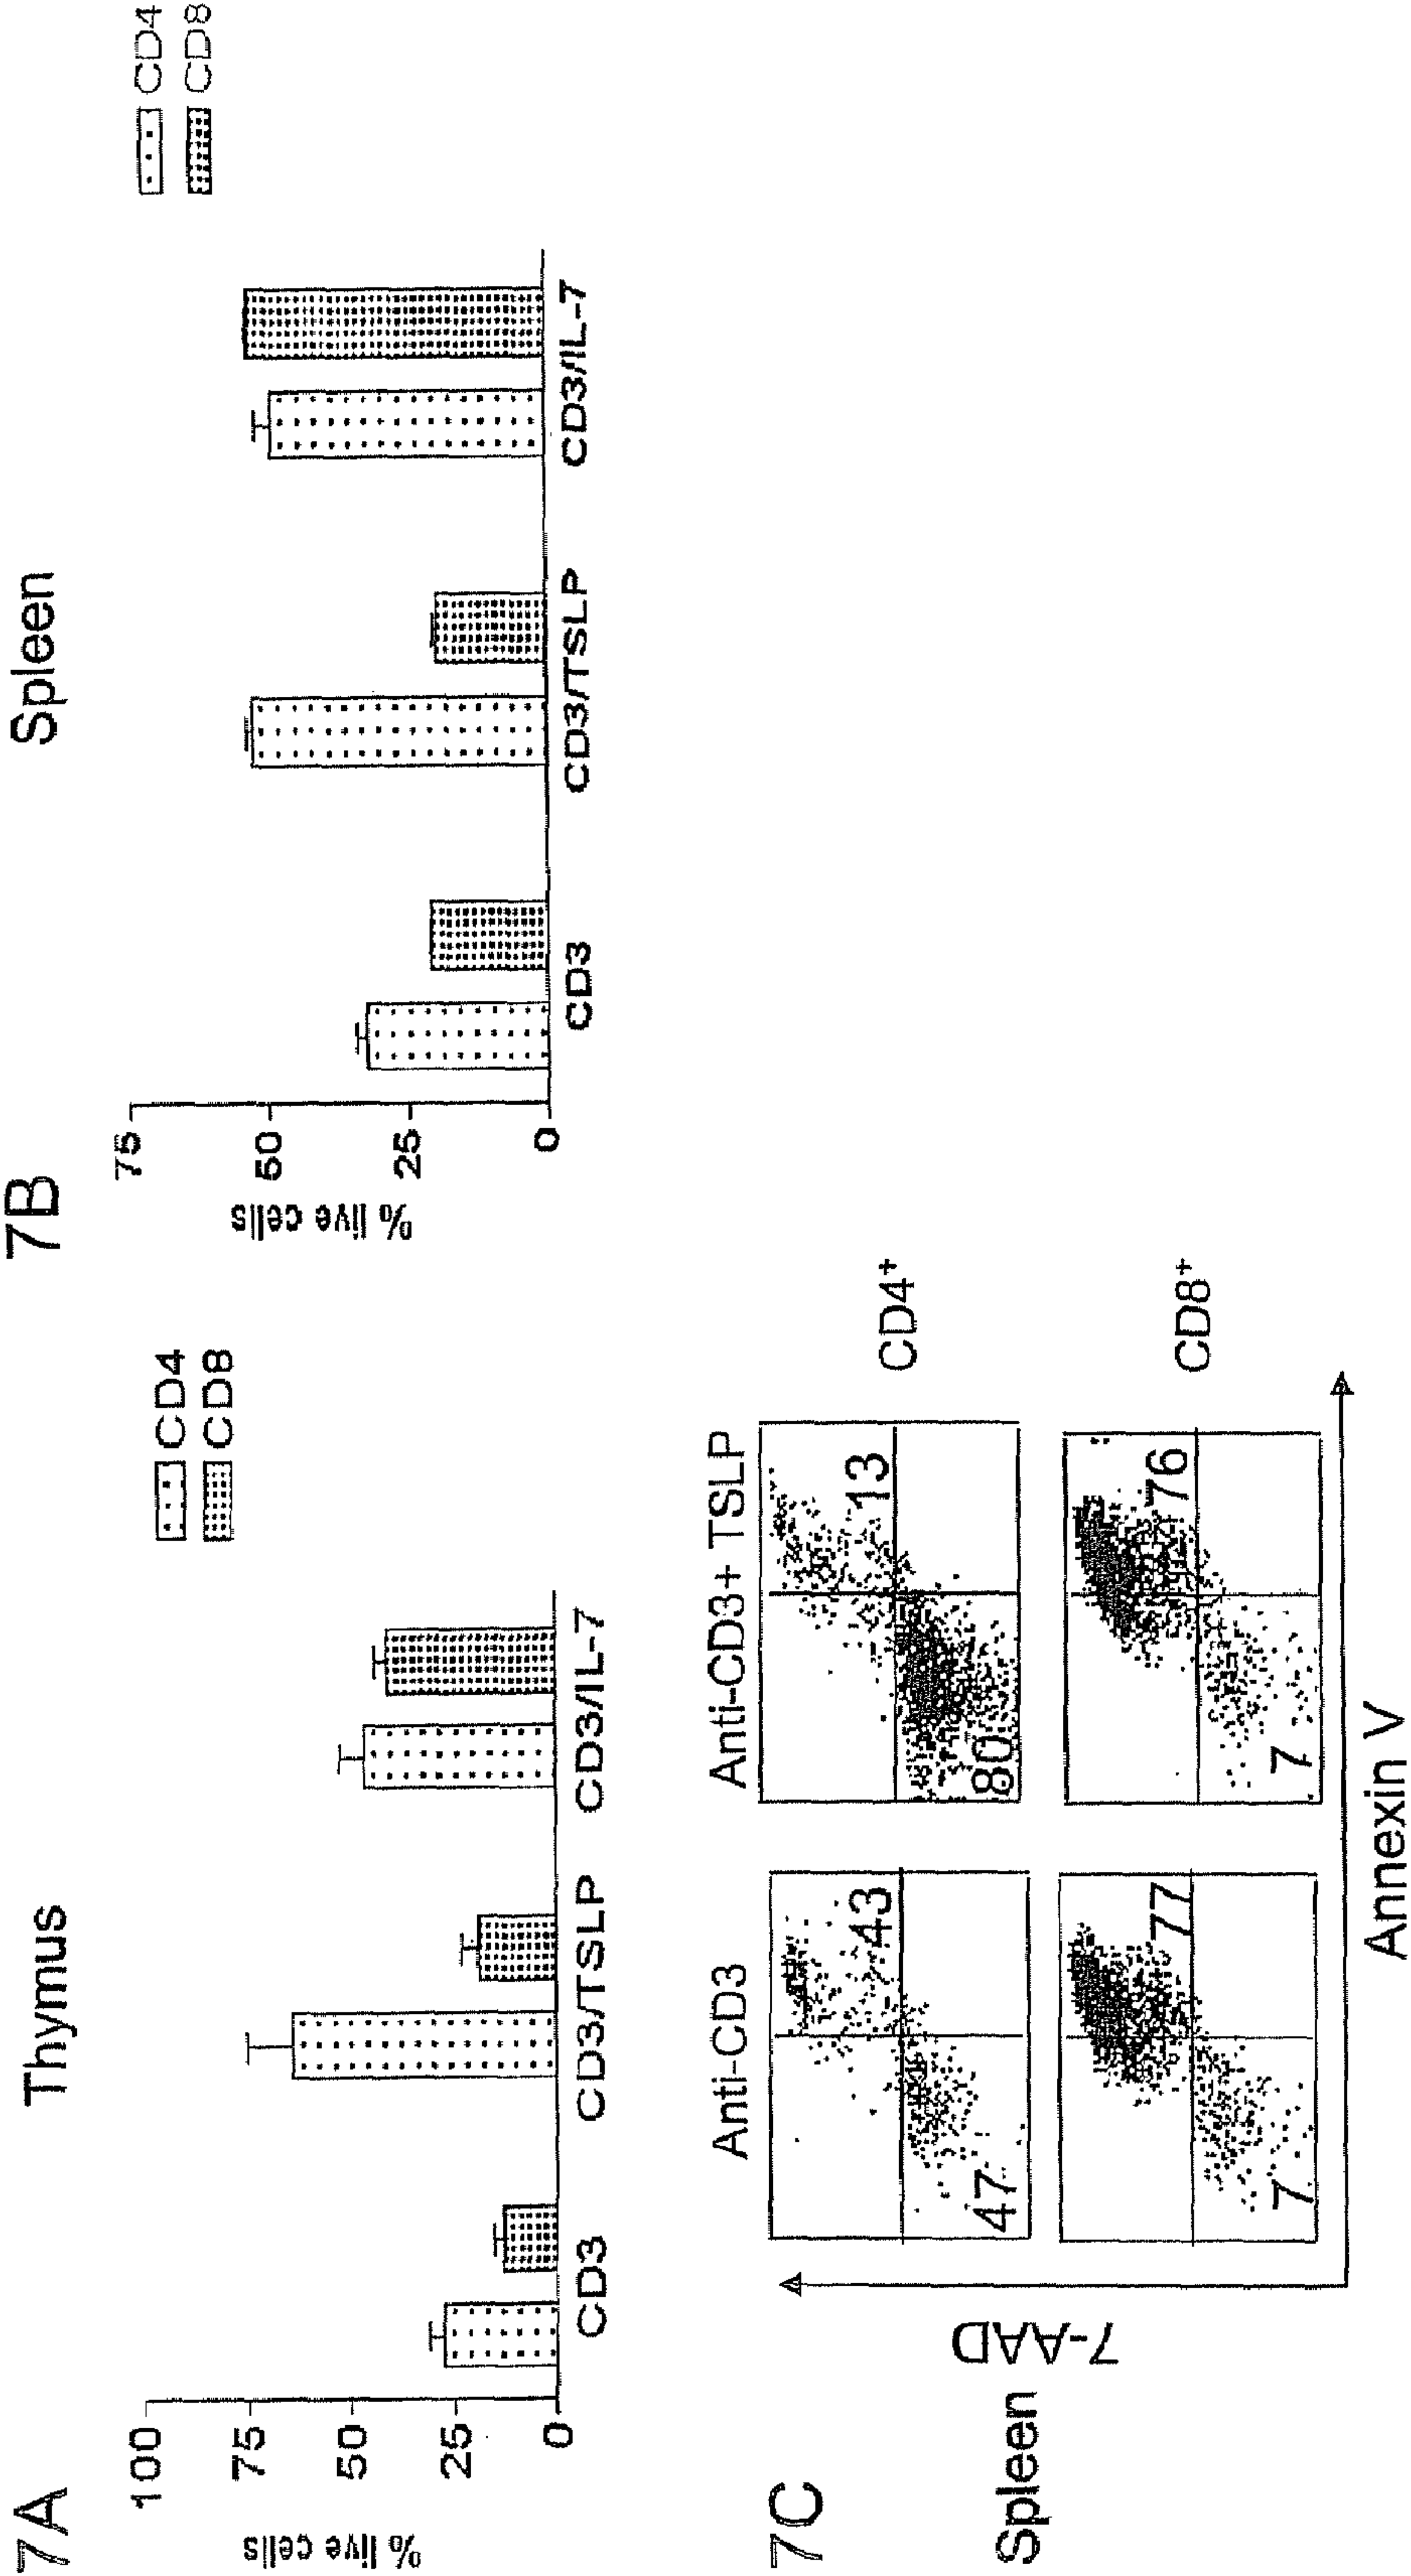 7A
Thymus
CD4
CD8
% live cells
100
75
50
25
0
CD3
CD3/TSLP
CD3/IL-7
7B
Spleen
CD4
CD8
% live cells
75
50
25
0
CD3
CD3/TSLP
CD3/IL-7
7C
Spleen
Anti-CD3
Anti-CD3+ TSLP
43
47
13
80
CD4⁺
77
7
76
7
CD8⁺
7-AAD
Annexin V